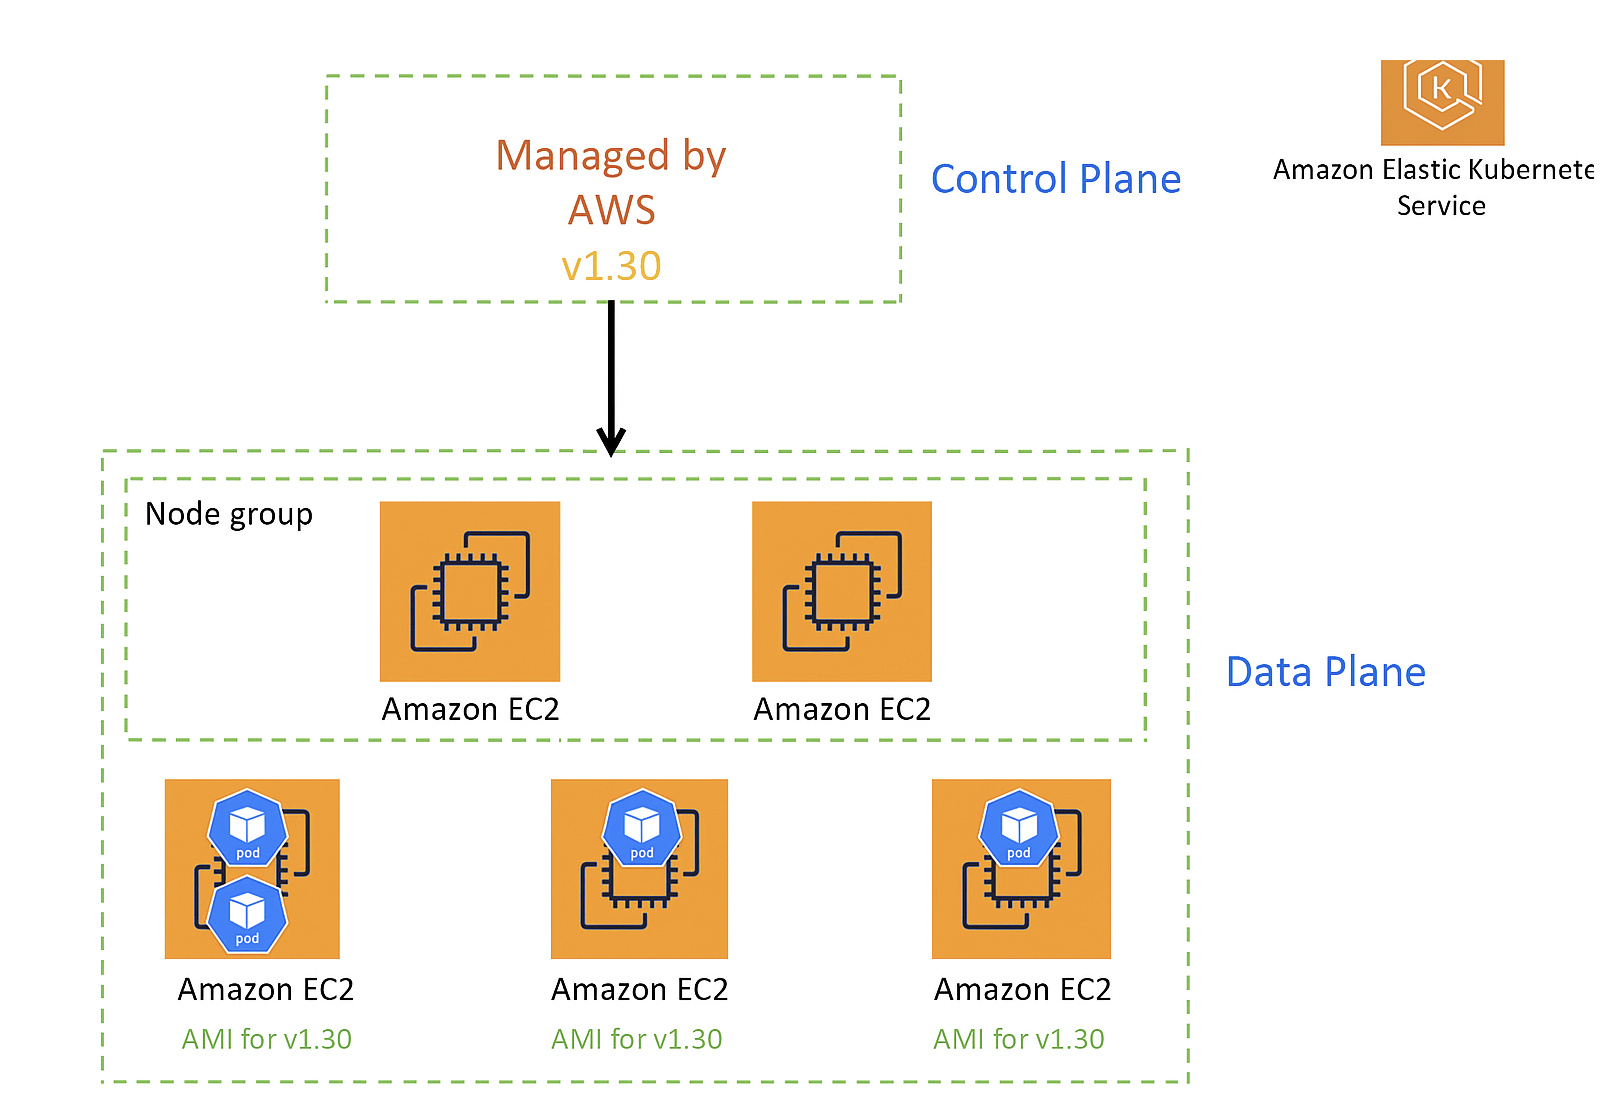 Managed by
AWS
v1.30
Control Plane
K
Amazon Elastic Kubernete
Service
Node group
Amazon EC2
Amazon EC2
Data Plane
pod
pod
pod
pod
Amazon EC2
Amazon EC2
Amazon EC2
AMI for v1.30
AMI for v1.30
AMI for v1.30